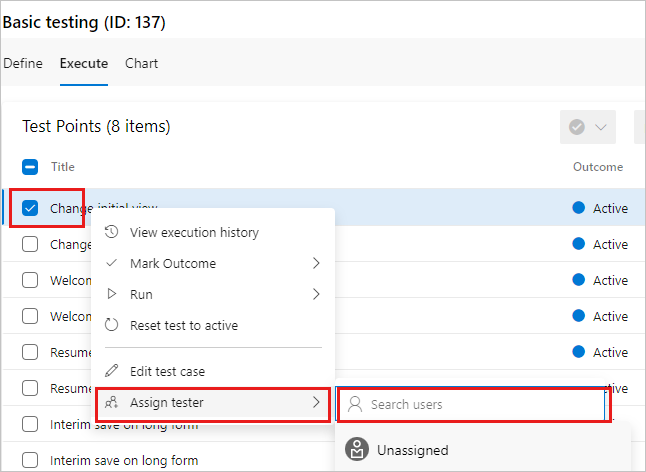 Basic testing (ID: 137)
Define Execute Chart
Test Points (8 items)
Title Outcome
Change initial view Active
Change Active
View execution history
Welcom Active
Mark Outcome
Run
Welcom Active
Reset test to active
Resume Active
Edit test case
Resume
Assign tester
Search users
Interim save on long form
Unassigned
Interim save on long form